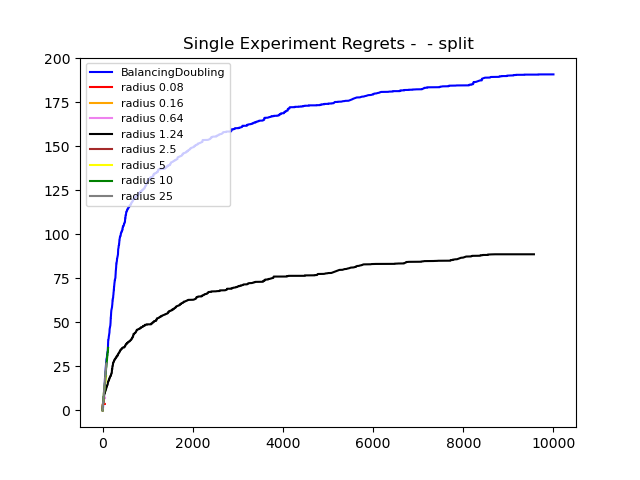 Single Experiment Regrets -  - split
200
175
150
125
100
75
50
25
0
BalancingDoubling
radius 0.08
radius 0.16
radius 0.64
radius 1.24
radius 2.5
radius 5
radius 10
radius 25
0 2000 4000 6000 8000 10000